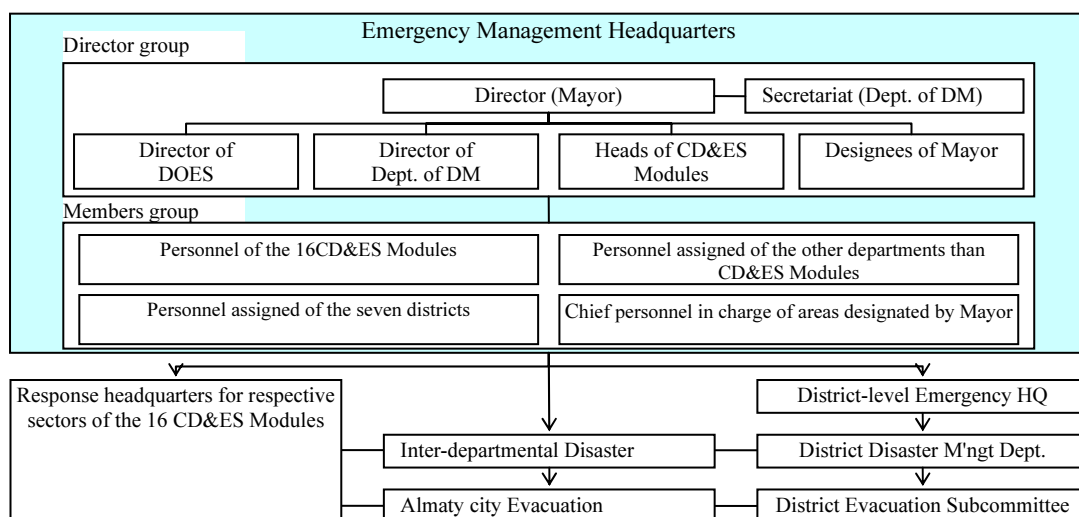 Emergency Management Headquarters
Director group
Director (Mayor)
Secretariat (Dept. of DM)
Director of
DOES
Director of
Dept. of DM
Heads of CD&ES
Modules
Designees of Mayor
Members group
Personnel of the 16CD&ES Modules
Personnel assigned of the other departments than
CD&ES Modules
Personnel assigned of the seven districts
Chief personnel in charge of areas designated by Mayor
Response headquarters for respective
sectors of the 16 CD&ES Modules
District-level Emergency HQ
Inter-departmental Disaster
District Disaster M'ngt Dept.
Almaty city Evacuation
District Evacuation Subcommittee